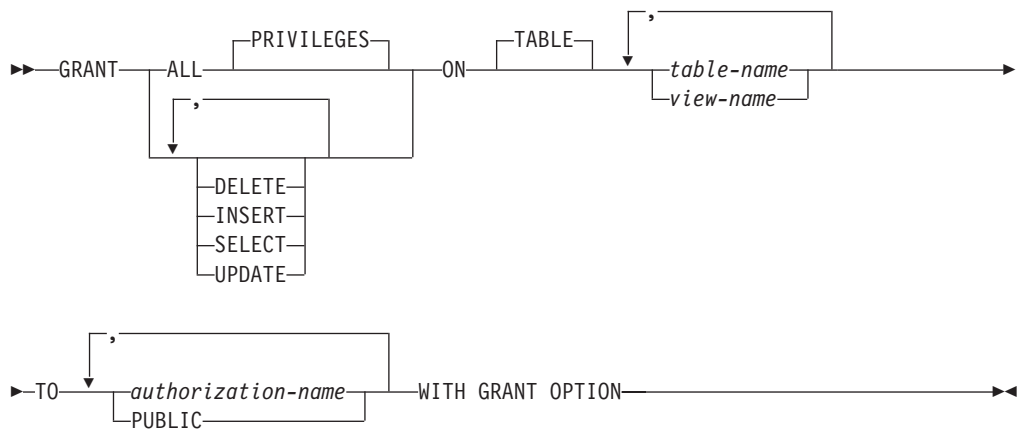 PRIVILEGES TABLE ,
GRANT ALL ON table-name
, view-name
DELETE
INSERT
SELECT
UPDATE
,
TO authorization-name WITH GRANT OPTION
PUBLIC